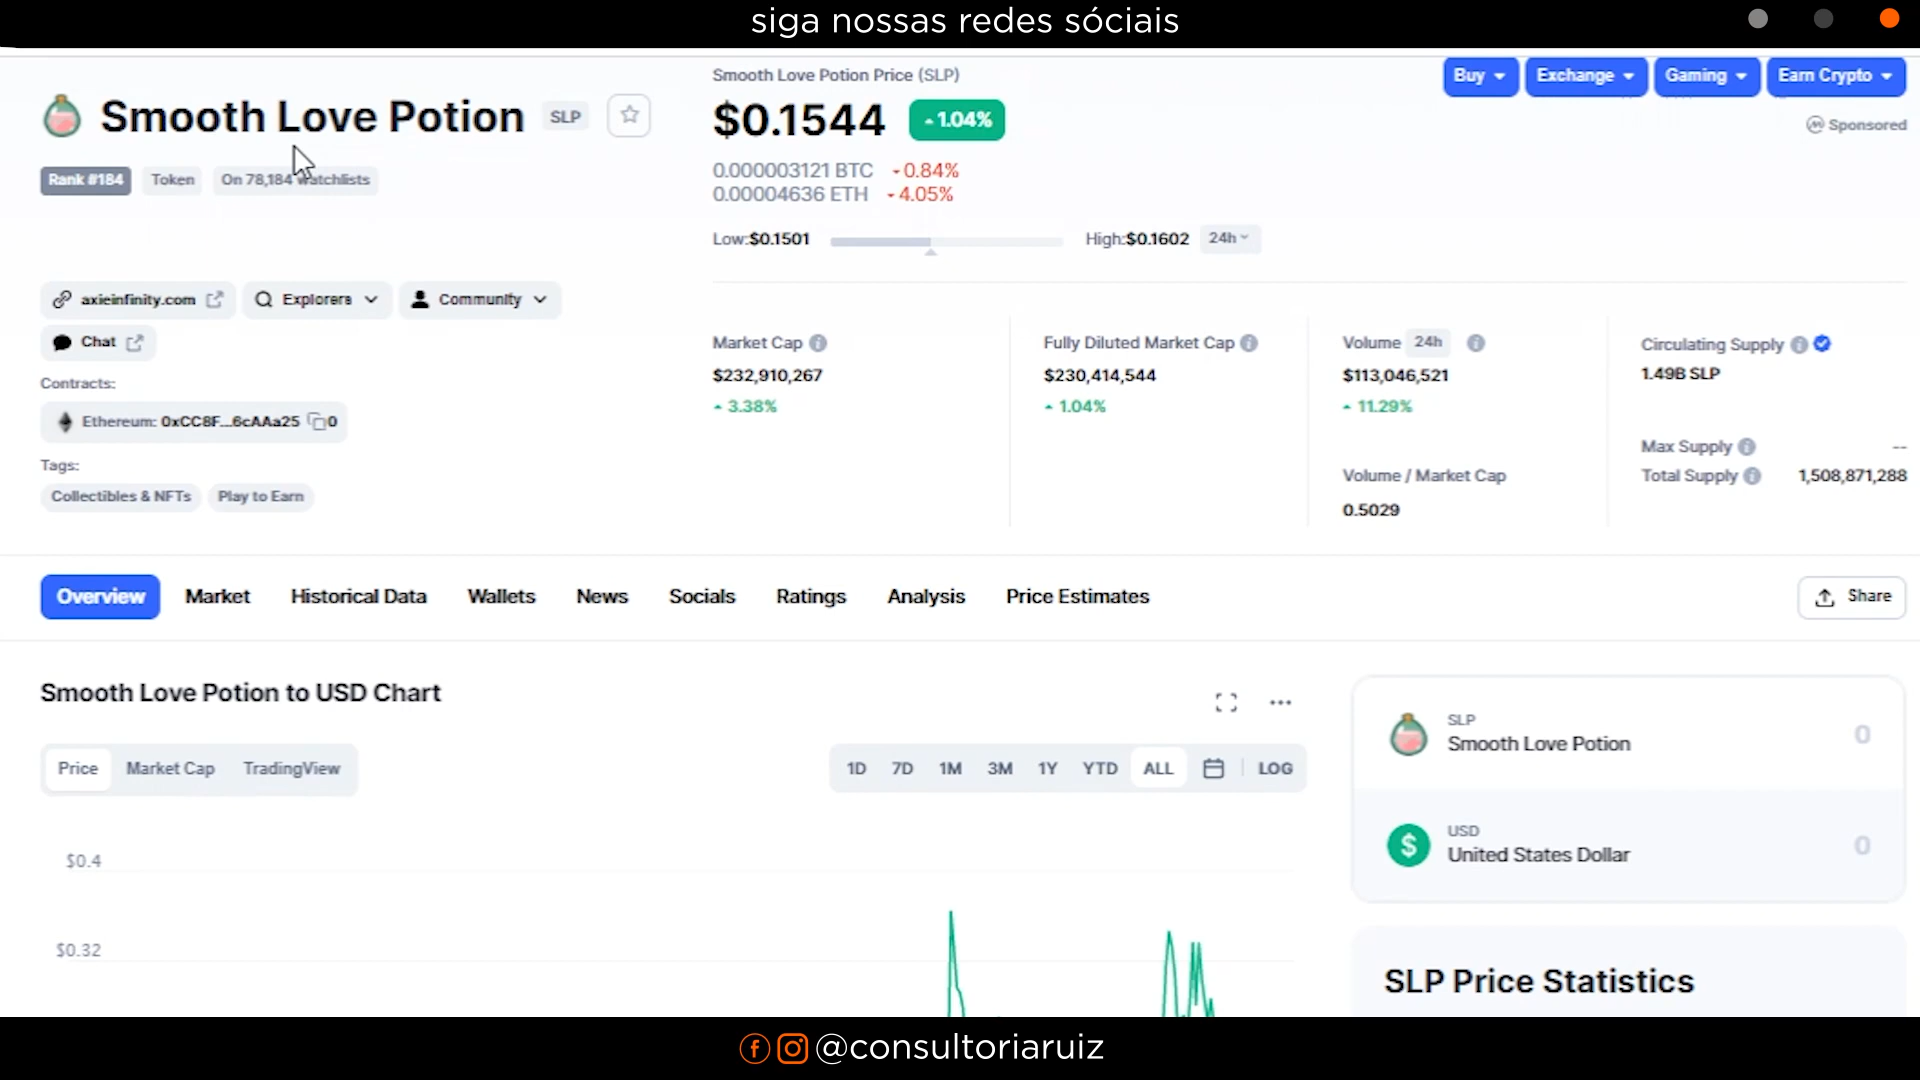 siga nossas redes sóciais
Smooth Love Potion SLP
Rank #184 Token On 78,184 watchlists
Smooth Love Potion Price (SLP)
$0.1544 1.04%
0.000003121 BTC 0.84%
0.00004636 ETH 4.05%
Low:$0.1501 High:$0.1602 24h
Buy Exchange Gaming Earn Crypto
Sponsored
axieinfinity.com Explorers Community
Chat
Contracts:
Ethereum: 0xCC8F...6cAAa25 0
Tags:
Collectibles & NFTs Play to Earn
Market Cap
$232,910,267
3.38%
Fully Diluted Market Cap
$230,414,544
1.04%
Volume 24h
$113,046,521
11.29%
Volume / Market Cap
0.5029
Circulating Supply
1.49B SLP
Max Supply --
Total Supply 1,508,871,288
Overview Market Historical Data Wallets News Socials Ratings Analysis Price Estimates Share
Smooth Love Potion to USD Chart
Price Market Cap TradingView 1D 7D 1M 3M 1Y YTD ALL LOG
$0.4
$0.32
SLP
Smooth Love Potion 0
USD
United States Dollar 0
SLP Price Statistics
@consultoriaruiz